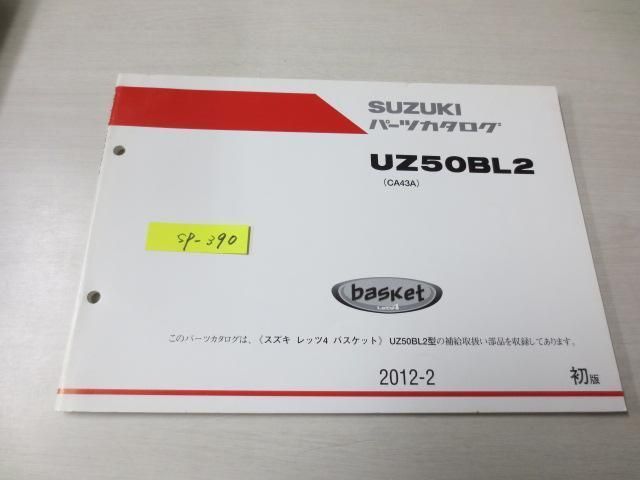 SUZUKI
パーツカタログ
UZ50BL2
(CA43A)
SP-390
basket
Let's4
このパーツカタログは、《スズキ レッツ4 バスケット》 UZ50BL2型の補給取扱い部品を収録してあります。
2012-2
初版